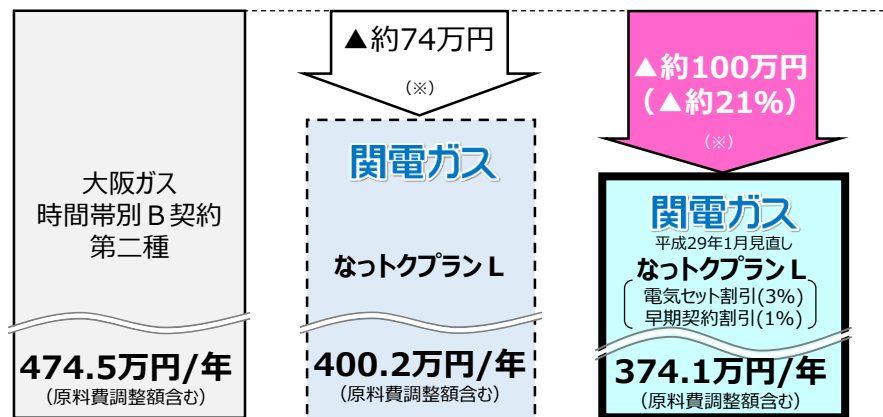 大阪ガス
時間帯別Ｂ契約
第二種
474.5万円/年
(原料費調整額含む)
▲約74万円
(※)
関電ガス
なっトクプランＬ
400.2万円/年
(原料費調整額含む)
▲約100万円
(▲約21%)
(※)
関電ガス
平成29年1月見直し
なっトクプランＬ
電気セット割引(3%)
早期契約割引(1%)
374.1万円/年
(原料費調整額含む)